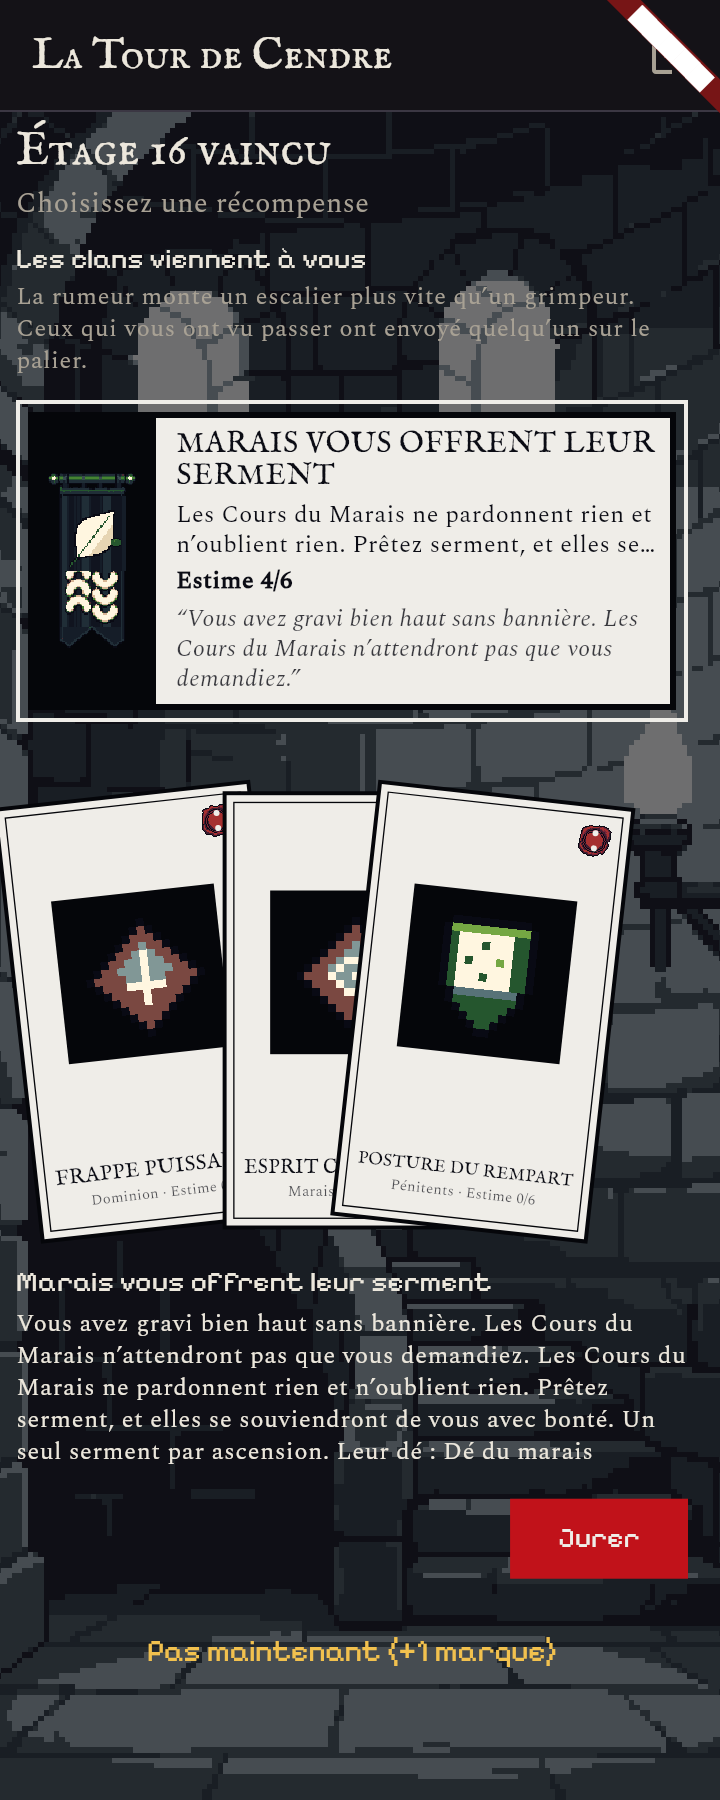 La Tour de Cendre
Étage 16 vaincu
Choisissez une récompense
Les clans viennent à vous
La rumeur monte un escalier plus vite qu’un grimpeur.
Ceux qui vous ont vu passer ont envoyé quelqu’un sur le
palier.
MARAIS VOUS OFFRENT LEUR
SERMENT
Les Cours du Marais ne pardonnent rien et
n’oublient rien. Prêtez serment, et elles se…
Estime 4/6
“Vous avez gravi bien haut sans bannière. Les
Cours du Marais n’attendront pas que vous
demandiez.”
FRAPPE PUISSA
Dominion · Estime
ESPRIT
Marais
POSTURE DU REMPART
Pénitents · Estime 0/6
Marais vous offrent leur serment
Vous avez gravi bien haut sans bannière. Les Cours du
Marais n’attendront pas que vous demandiez. Les Cours du
Marais ne pardonnent rien et n’oublient rien. Prêtez
serment, et elles se souviendront de vous avec bonté. Un
seul serment par ascension. Leur dé : Dé du marais
Jurer
Pas maintenant (+1 marque)